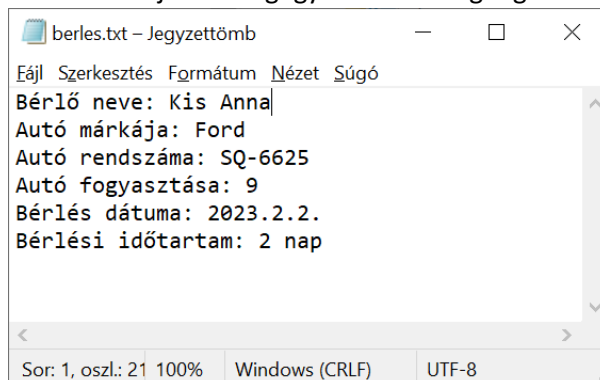 berles.txt – Jegyzettömb
Fájl Szerkesztés Formátum Nézet Súgó
Bérlő neve: Kis Anna
Autó márkája: Ford
Autó rendszáma: SQ-6625
Autó fogyasztása: 9
Bérlés dátuma: 2023.2.2.
Bérlési időtartam: 2 nap
Sor: 1, oszl.: 21 100% Windows (CRLF) UTF-8